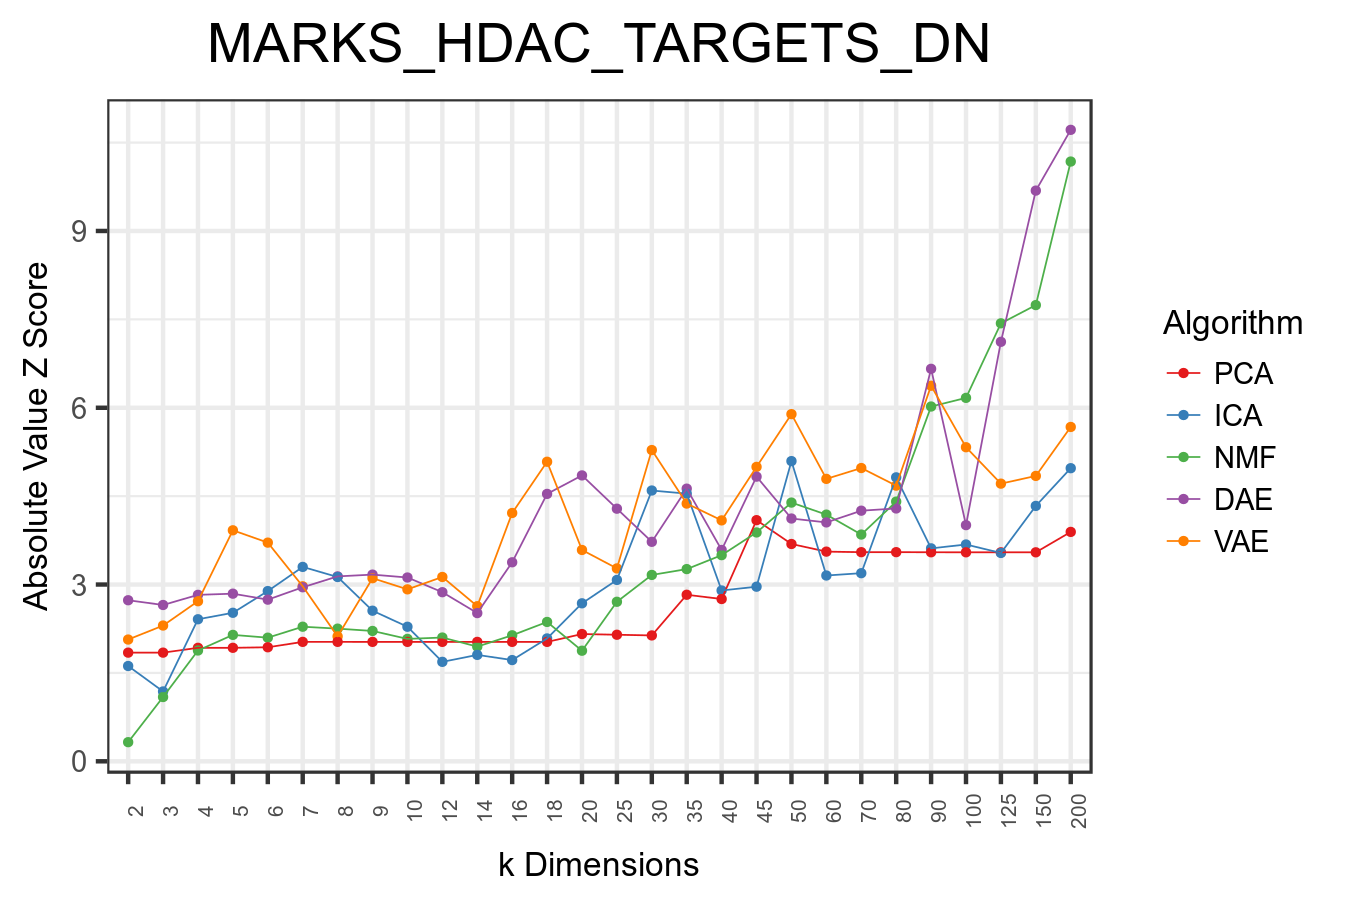 MARKS_HDAC_TARGETS_DN
Absolute Value Z Score
9
6
3
0
2 3 4 5 6 7 8 9 10 12 14 16 18 20 25 30 35 40 45 50 60 70 80 90 100 125 150 200
k Dimensions
Algorithm
PCA
ICA
NMF
DAE
VAE